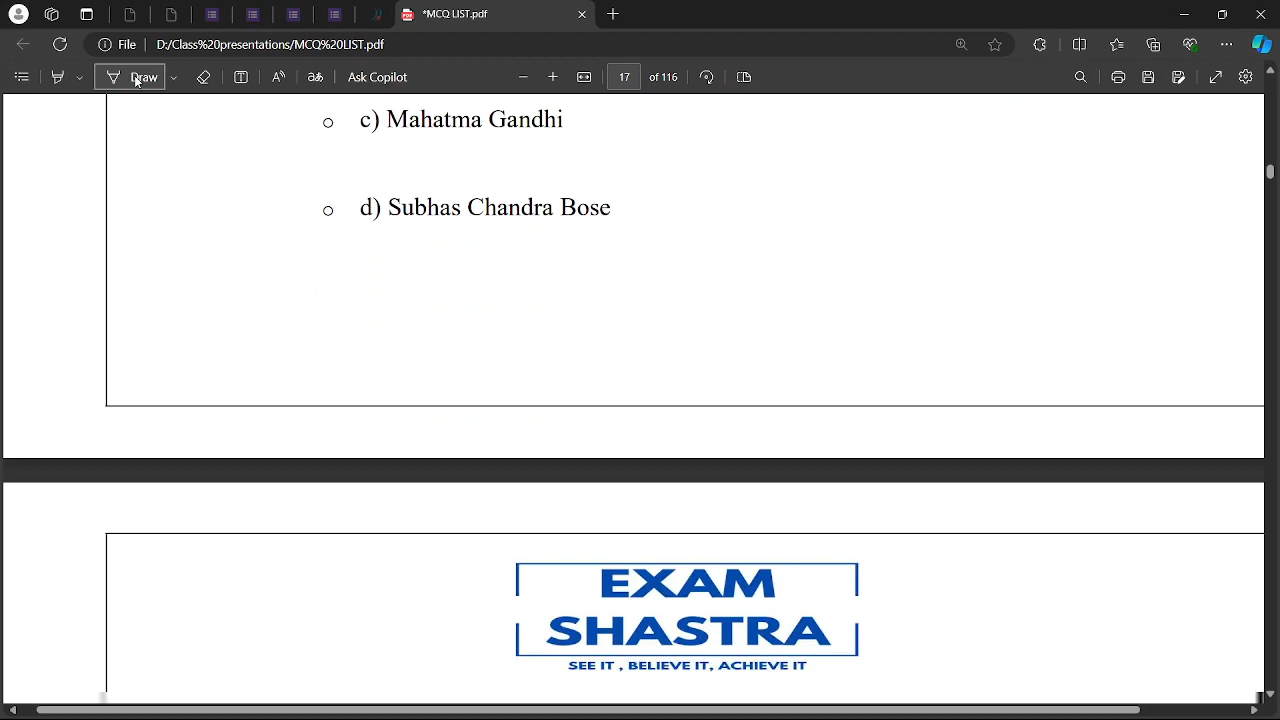 *MCQ LIST.pdf
File D:/Class%20presentations/MCQ%20LIST.pdf
Draw Ask Copilot 17 of 116
c) Mahatma Gandhi
d) Subhas Chandra Bose
EXAM
SHASTRA
SEE IT , BELIEVE IT, ACHIEVE IT